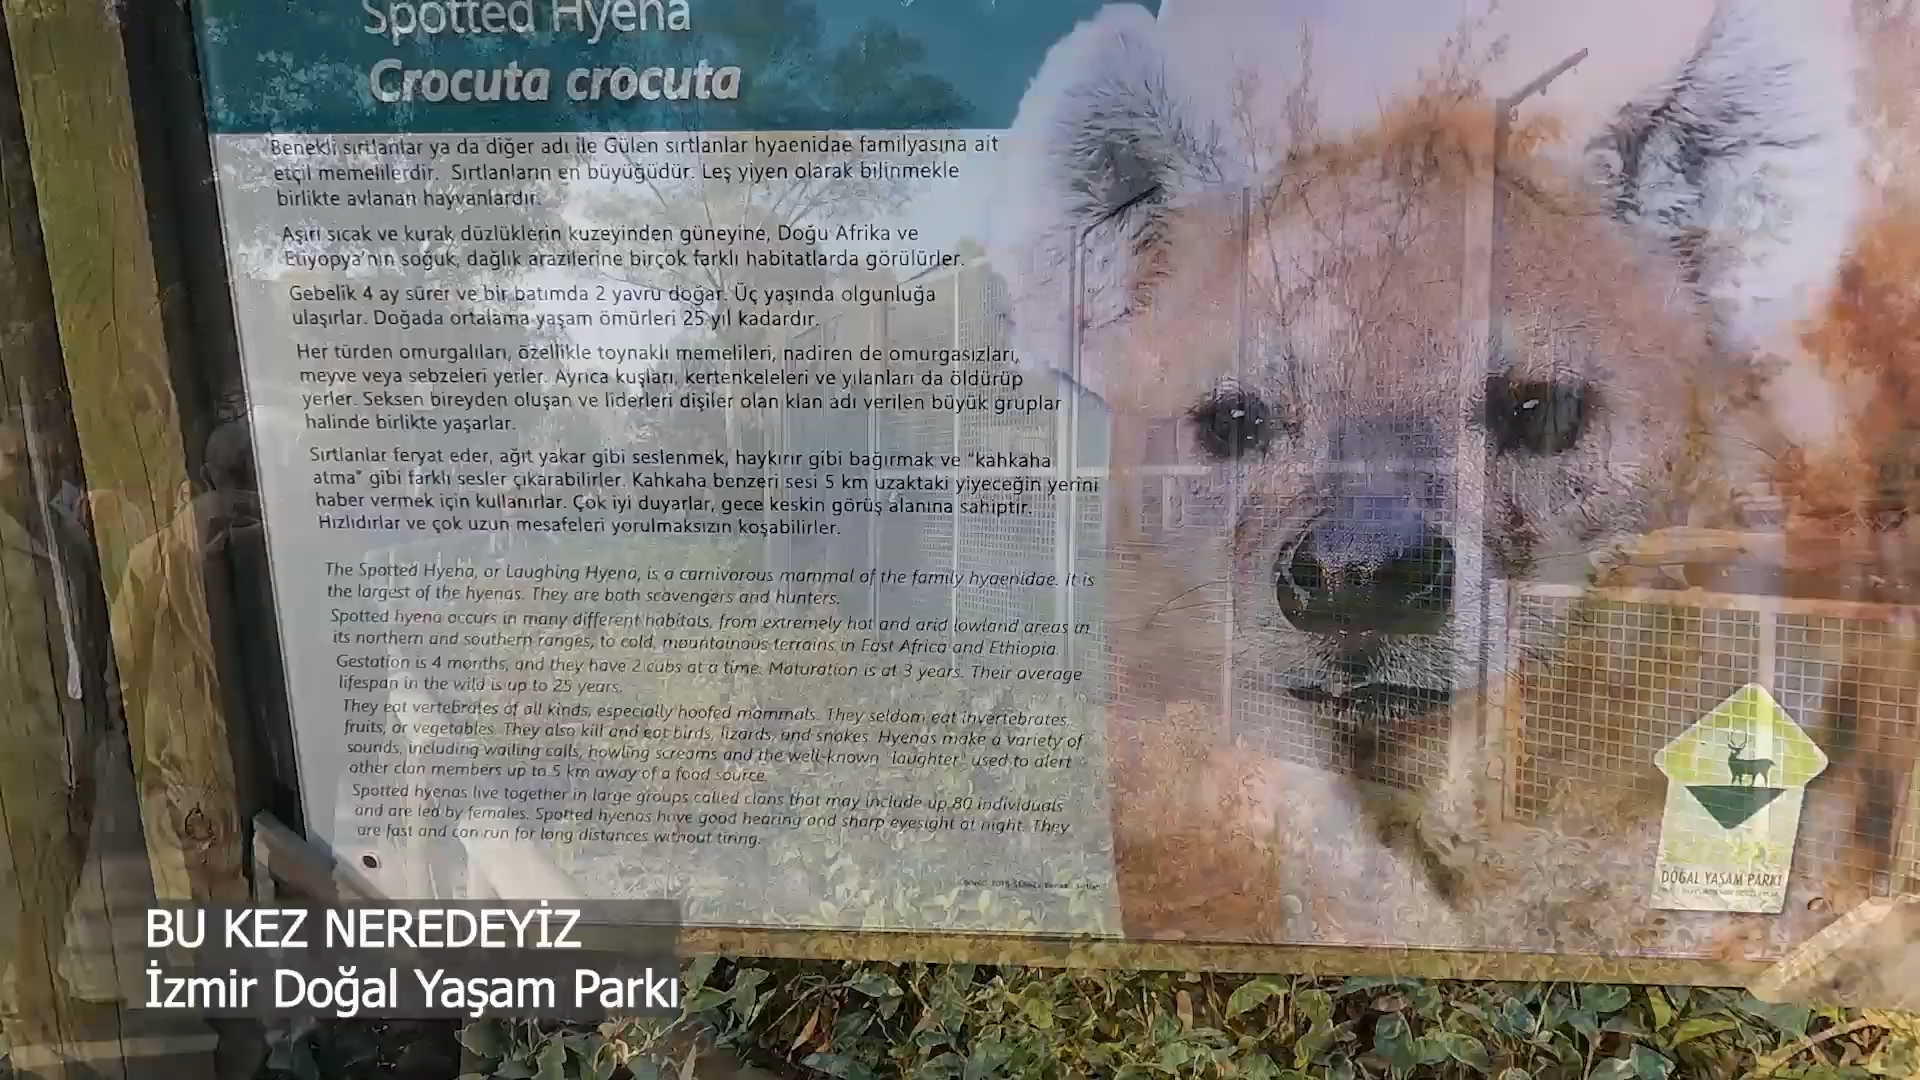 Spotted Hyena
Crocuta crocuta
Benekli sırtlanlar ya da diğer adı ile Gülen sırtlanlar hyaenidae familyasına ait
etçil memelilerdir. Sırtlanların en büyüğüdür. Leş yiyen olarak bilinmekle
birlikte avlanan hayvanlardır.
Aşırı sıcak ve kurak düzlüklerin kuzeyinden güneyine, Doğu Afrika ve
Etiyopya'nın soğuk, dağlık arazilerine birçok farklı habitatlarda görülürler.
Gebelik 4 ay sürer ve bir batımda 2 yavru doğar. Üç yaşında olgunluğa
ulaşırlar. Doğada ortalama yaşam ömürleri 25 yıl kadardır.
Her türden omurgalıları, özellikle toynaklı memelileri, nadiren de omurgasızları,
meyve veya sebzeleri yerler. Ayrıca kuşları, kertenkeleleri ve yılanları da öldürüp
yerler. Seksen bireyden oluşan ve liderleri dişiler olan klan adı verilen büyük gruplar
halinde birlikte yaşarlar.
Sırtlanlar feryat eder, ağıt yakar gibi seslenmek, haykırır gibi bağırmak ve "kahkaha
atma" gibi farklı sesler çıkarabilirler. Kahkaha benzeri sesi 5 km uzaktaki yiyeceğin yerini
haber vermek için kullanırlar. Çok iyi duyarlar, gece keskin görüş alanına sahiptir.
Hızlıdırlar ve çok uzun mesafeleri yorulmaksızın koşabilirler.
The Spotted Hyena, or Laughing Hyena, is a carnivorous mammal of the family hyaenidae. It is
the largest of the hyenas. They are both scavengers and hunters.
Spotted hyena occurs in many different habitats, from extremely hot and arid lowland areas in
its northern and southern ranges, to cold, mountainous terrains in East Africa and Ethiopia.
Gestation is 4 months, and they have 2 cubs at a time. Maturation is at 3 years. Their average
lifespan in the wild is up to 25 years.
They eat vertebrates of all kinds, especially hoofed mammals. They seldom eat invertebrates,
fruits, or vegetables. They also kill and eat birds, lizards, and snakes. Hyenas make a variety of
sounds, including wailing calls, howling screams and the well-known "laughter" used to alert
other clan members up to 5 km away of a food source.
Spotted hyenas live together in large groups called clans that may include up 80 individuals
and are led by females. Spotted hyenas have good hearing and sharp eyesight at night. They
are fast and can run for long distances without tiring.
DOĞAL YAŞAM PARKI
BU KEZ NEREDEYİZ
İzmir Doğal Yaşam Parkı